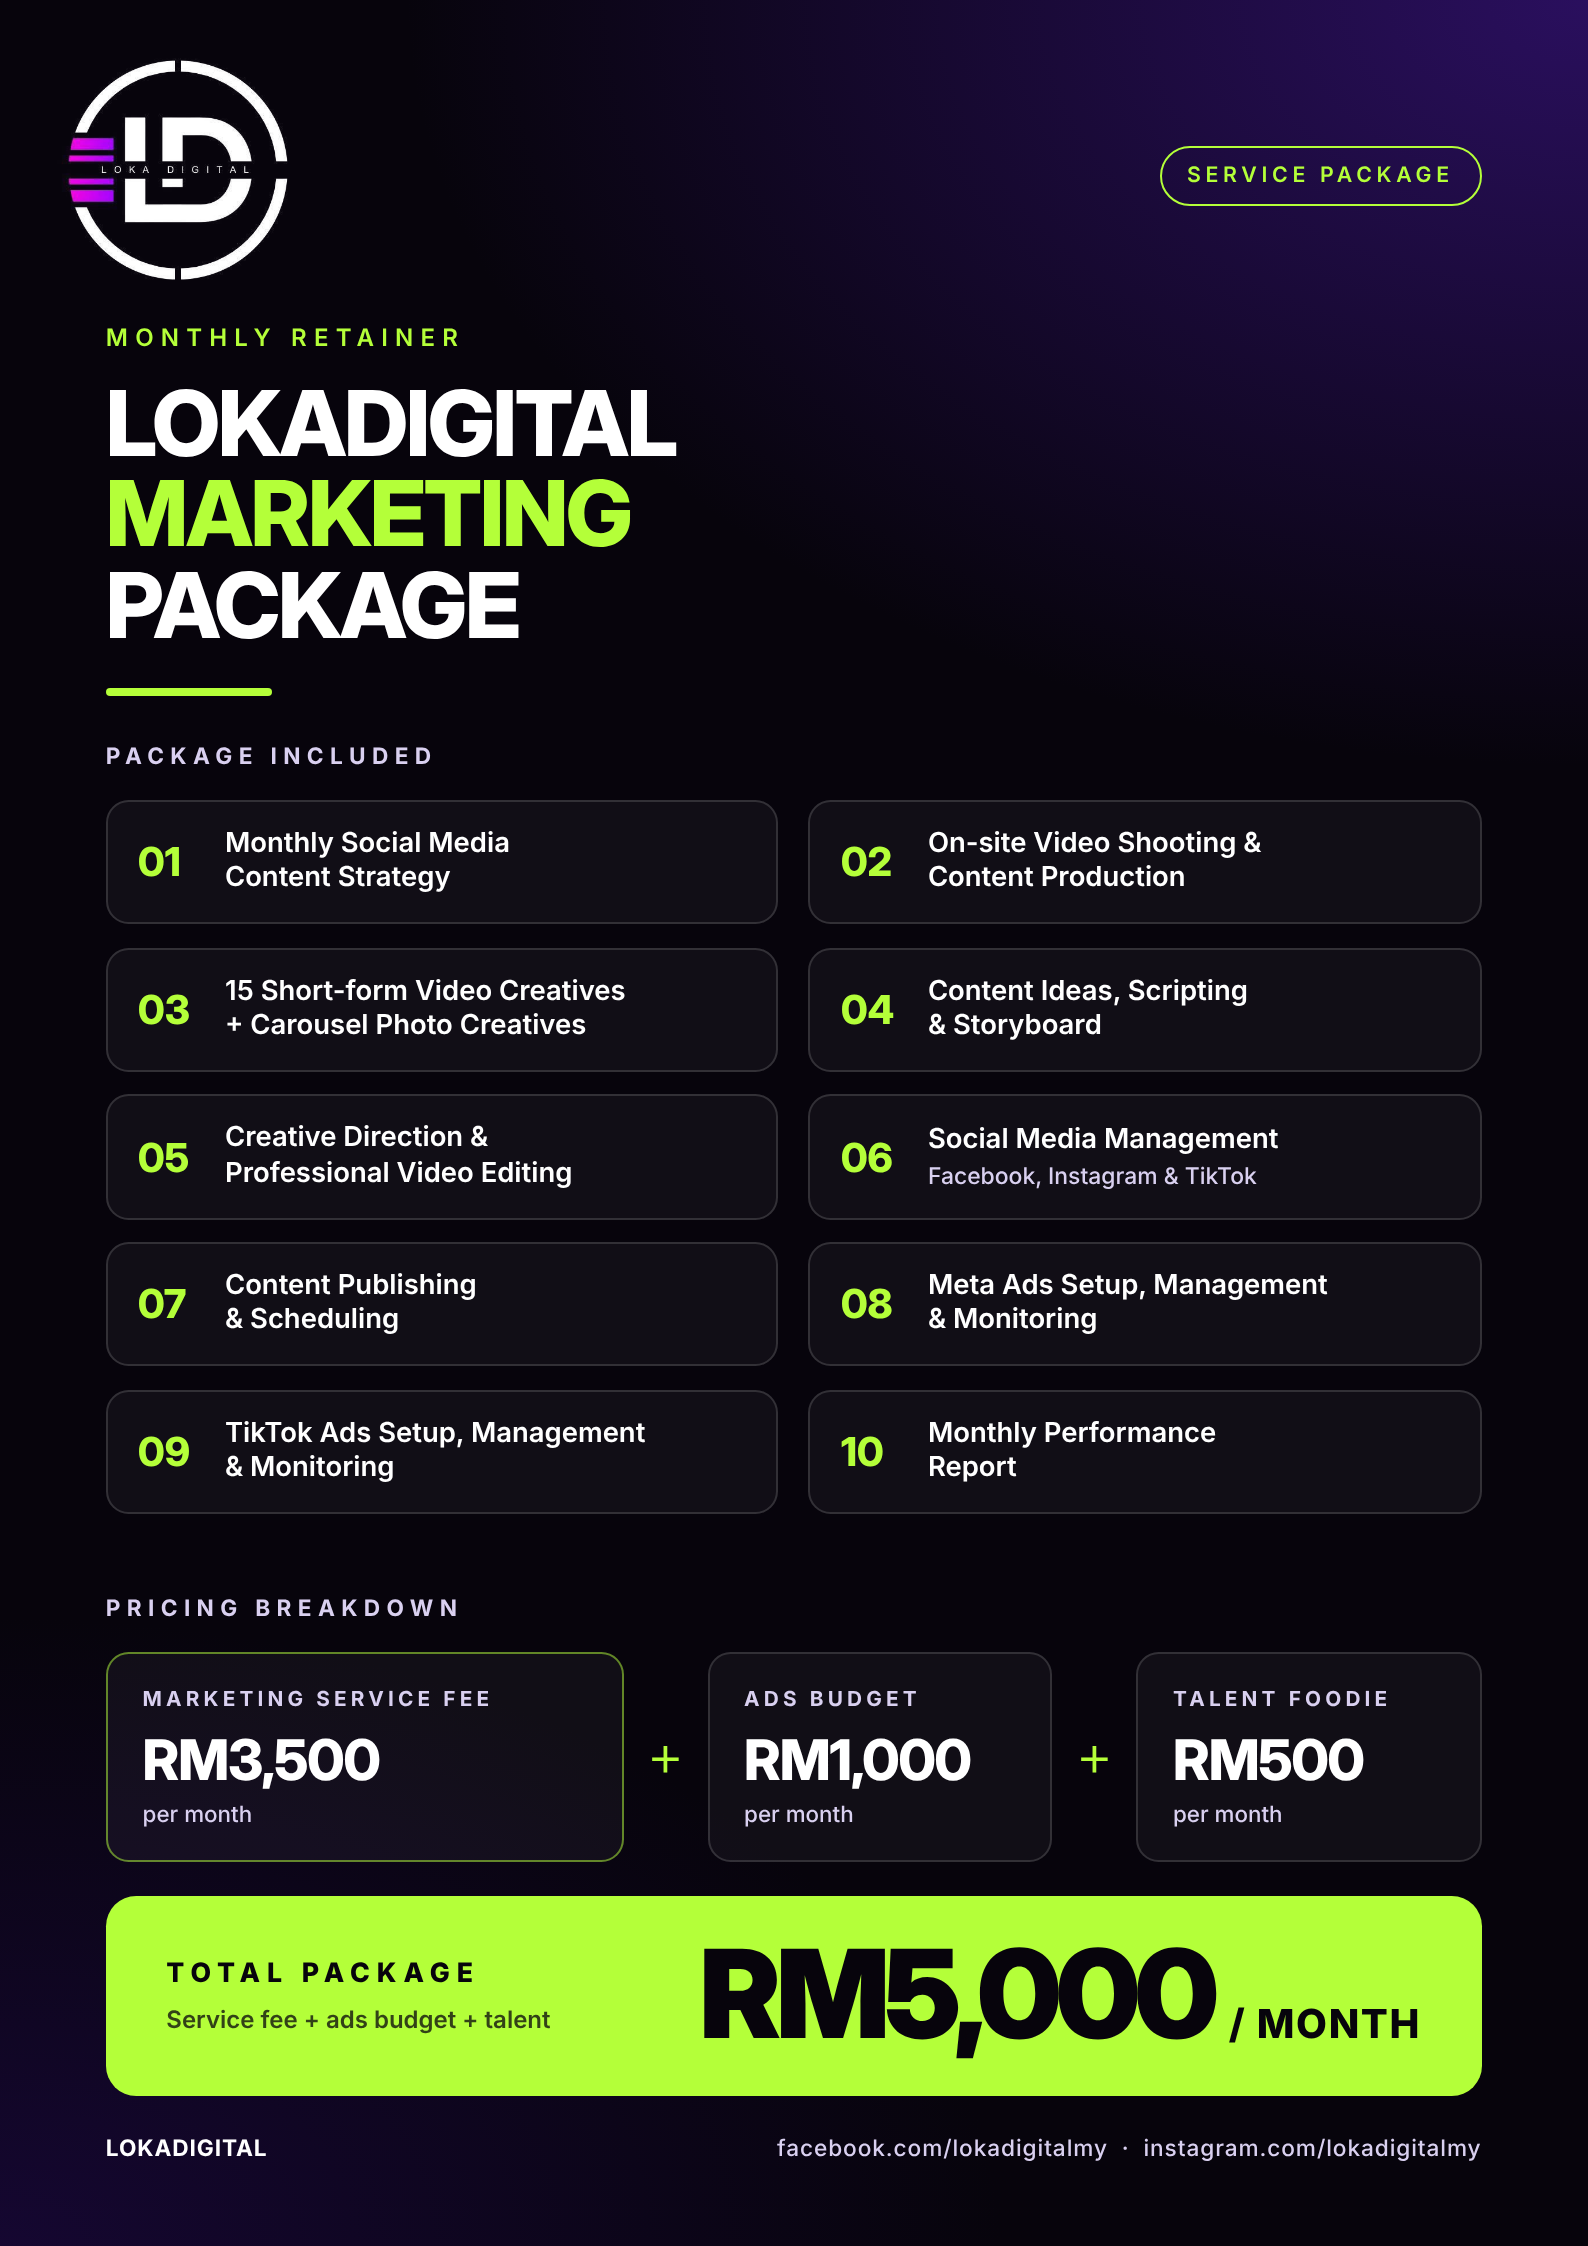 LOKA DIGITAL
SERVICE PACKAGE
MONTHLY RETAINER
LOKADIGITAL
MARKETING
PACKAGE
PACKAGE INCLUDED
01
Monthly Social Media
Content Strategy
02
On-site Video Shooting &
Content Production
03
15 Short-form Video Creatives
+ Carousel Photo Creatives
04
Content Ideas, Scripting
& Storyboard
05
Creative Direction &
Professional Video Editing
06
Social Media Management
Facebook, Instagram & TikTok
07
Content Publishing
& Scheduling
08
Meta Ads Setup, Management
& Monitoring
09
TikTok Ads Setup, Management
& Monitoring
10
Monthly Performance
Report
PRICING BREAKDOWN
MARKETING SERVICE FEE
RM3,500
per month
+
ADS BUDGET
RM1,000
per month
+
TALENT FOODIE
RM500
per month
TOTAL PACKAGE
Service fee + ads budget + talent
RM5,000 / MONTH
LOKADIGITAL
facebook.com/lokadigitalmy · instagram.com/lokadigitalmy